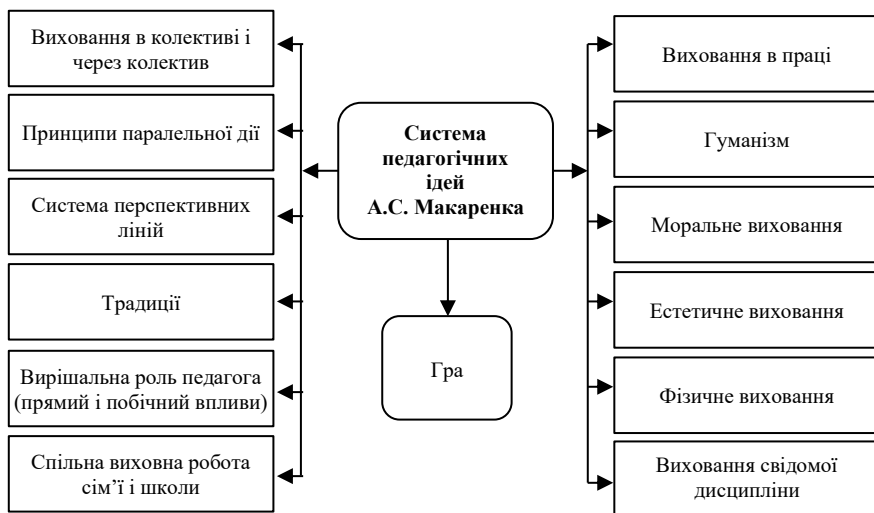 Виховання в колективі і
через колектив
Принципи паралельної дії
Система перспективних
ліній
Традиції
Вирішальна роль педагога
(прямий і побічний впливи)
Спільна виховна робота
сім’ї і школи
Система
педагогічних
ідей
А.С. Макаренка
Гра
Виховання в праці
Гуманізм
Моральне виховання
Естетичне виховання
Фізичне виховання
Виховання свідомої
дисципліни